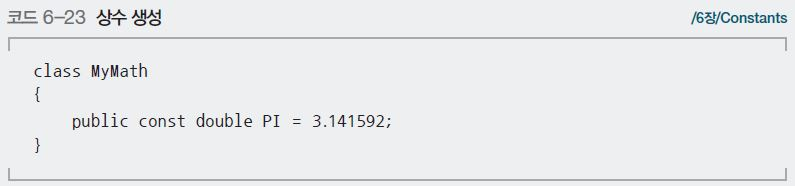 코드 6-23 상수 생성 /6장/Constants
class MyMath
{
    public const double PI = 3.141592;
}